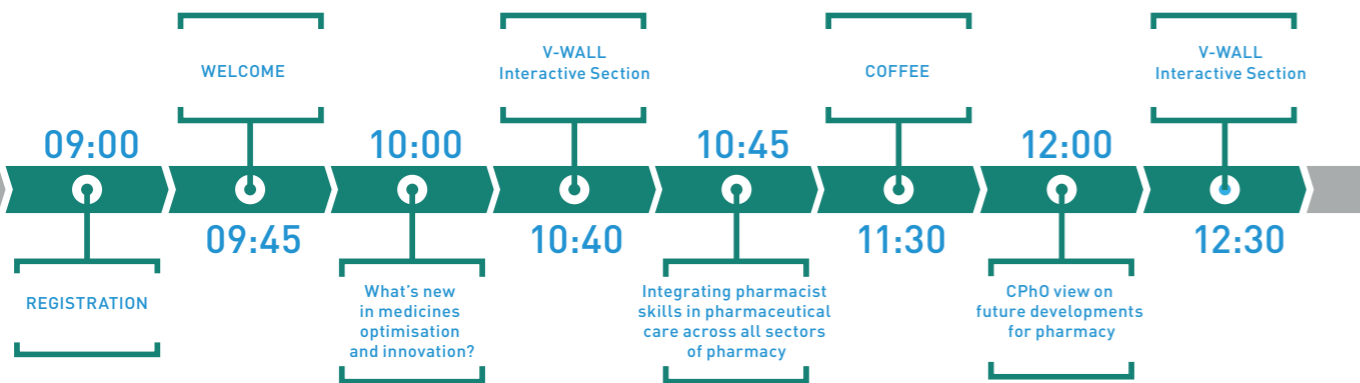 09:00
REGISTRATION
WELCOME
09:45
10:00
What's new
in medicines
optimisation
and innovation?
V-WALL
Interactive Section
10:40
10:45
Integrating pharmacist
skills in pharmaceutical
care across all sectors
of pharmacy
COFFEE
11:30
12:00
CPhO view on
future developments
for pharmacy
V-WALL
Interactive Section
12:30